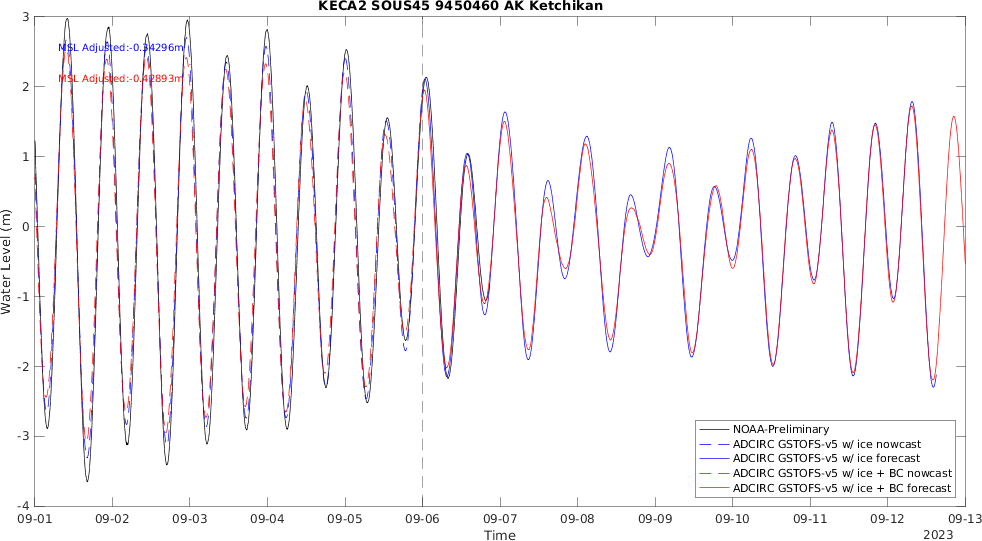 KECA2 SOUS45 9450460 AK Ketchikan
3
MSL Adjusted:-0.34296m
MSL Adjusted:-0.42893m
2
1
0
-1
-2
-3
-4
Water Level (m)
NOAA-Preliminary
ADCIRC GSTOFS-v5 w/ ice nowcast
ADCIRC GSTOFS-v5 w/ ice forecast
ADCIRC GSTOFS-v5 w/ ice + BC nowcast
ADCIRC GSTOFS-v5 w/ ice + BC forecast
09-01 09-02 09-03 09-04 09-05 09-06 09-07 09-08 09-09 09-10 09-11 09-12 09-13
Time
2023